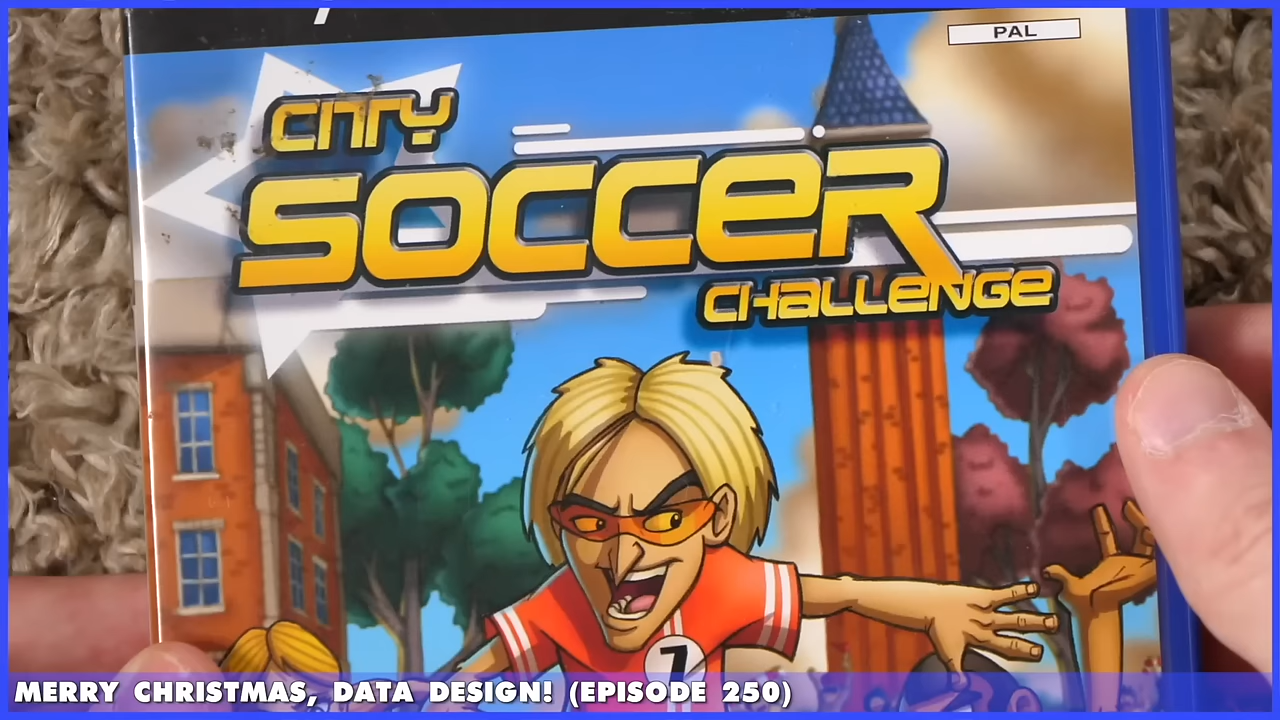 PAL
CITY
SOCCER
CHALLENGE
7
MERRY CHRISTMAS, DATA DESIGN! (EPISODE 250)